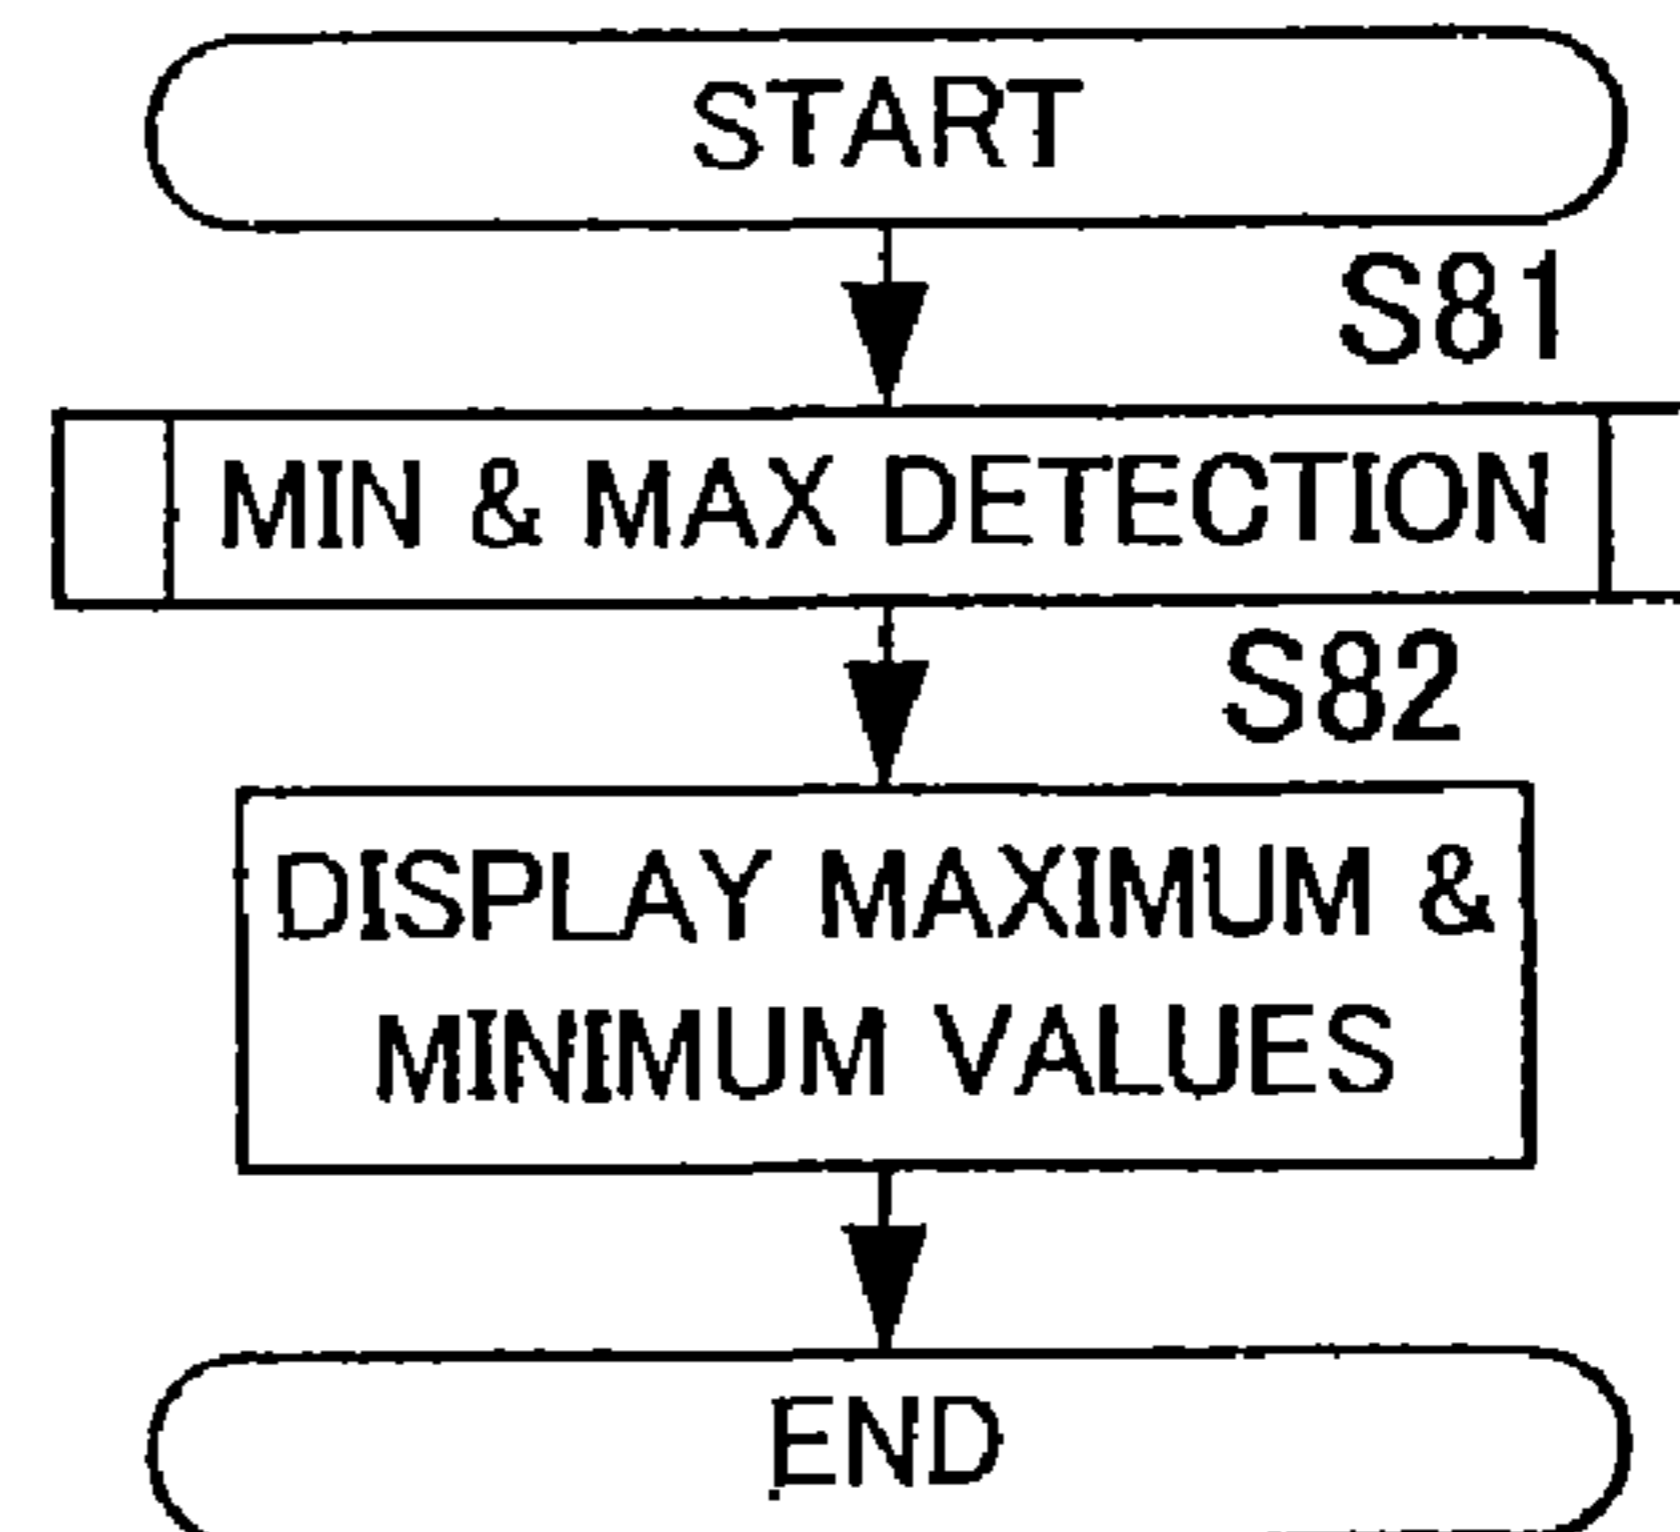 START
S81
MIN & MAX DETECTION
S82
DISPLAY MAXIMUM &
MINIMUM VALUES
END